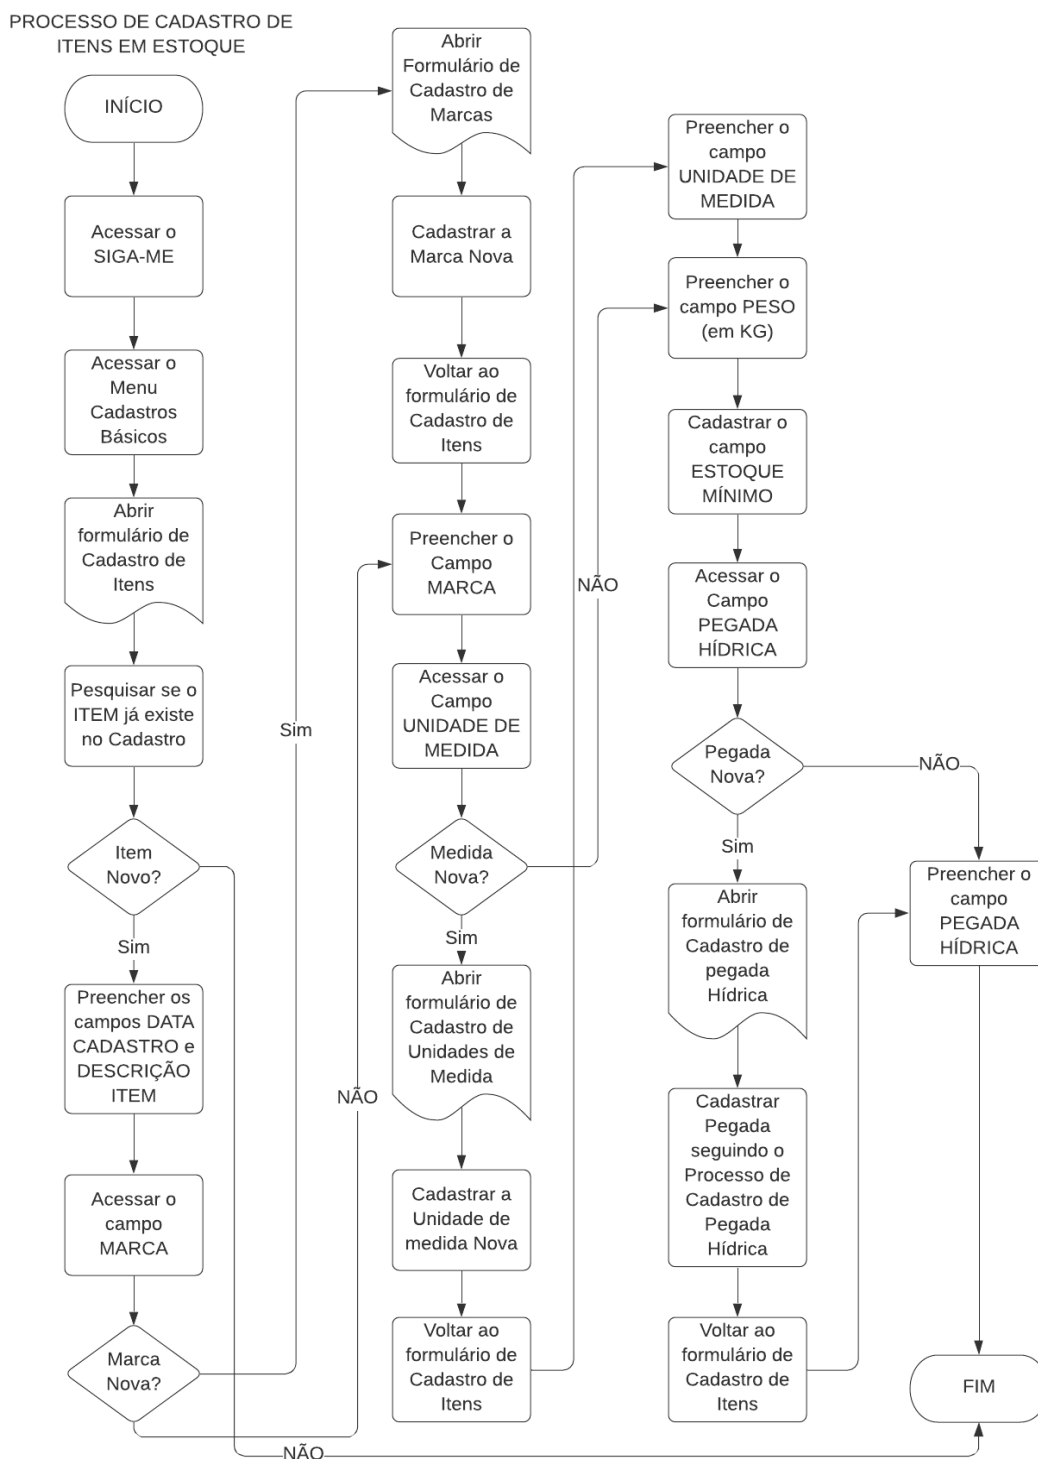 PROCESSO DE CADASTRO DE
ITENS EM ESTOQUE
INÍCIO
Acessar o
SIGA-ME
Acessar o
Menu
Cadastros
Básicos
Abrir
formulário de
Cadastro de
Itens
Pesquisar se o
ITEM já existe
no Cadastro
Item
Novo?
Sim
NÃO
Preencher os
campos DATA
CADASTRO e
DESCRIÇÃO
ITEM
Acessar o
campo
MARCA
Marca
Nova?
Sim
NÃO
Abrir
Formulário de
Cadastro de
Marcas
Cadastrar a
Marca Nova
Voltar ao
formulário de
Cadastro de
Itens
Preencher o
Campo
MARCA
Acessar o
Campo
UNIDADE DE
MEDIDA
Medida
Nova?
Sim
NÃO
Abrir
formulário de
Cadastro de
Unidades de
Medida
Cadastrar a
Unidade de
medida Nova
Voltar ao
formulário de
Cadastro de
Itens
Preencher o
campo
UNIDADE DE
MEDIDA
Preencher o
campo PESO
(em KG)
Cadastrar o
campo
ESTOQUE
MÍNIMO
Acessar o
Campo
PEGADA
HÍDRICA
Pegada
Nova?
Sim
NÃO
Abrir
formulário de
Cadastro de
pegada
Hídrica
Cadastrar
Pegada
seguindo o
Processo de
Cadastro de
Pegada
Hídrica
Voltar ao
formulário de
Cadastro de
Itens
Preencher o
campo
PEGADA
HÍDRICA
FIM